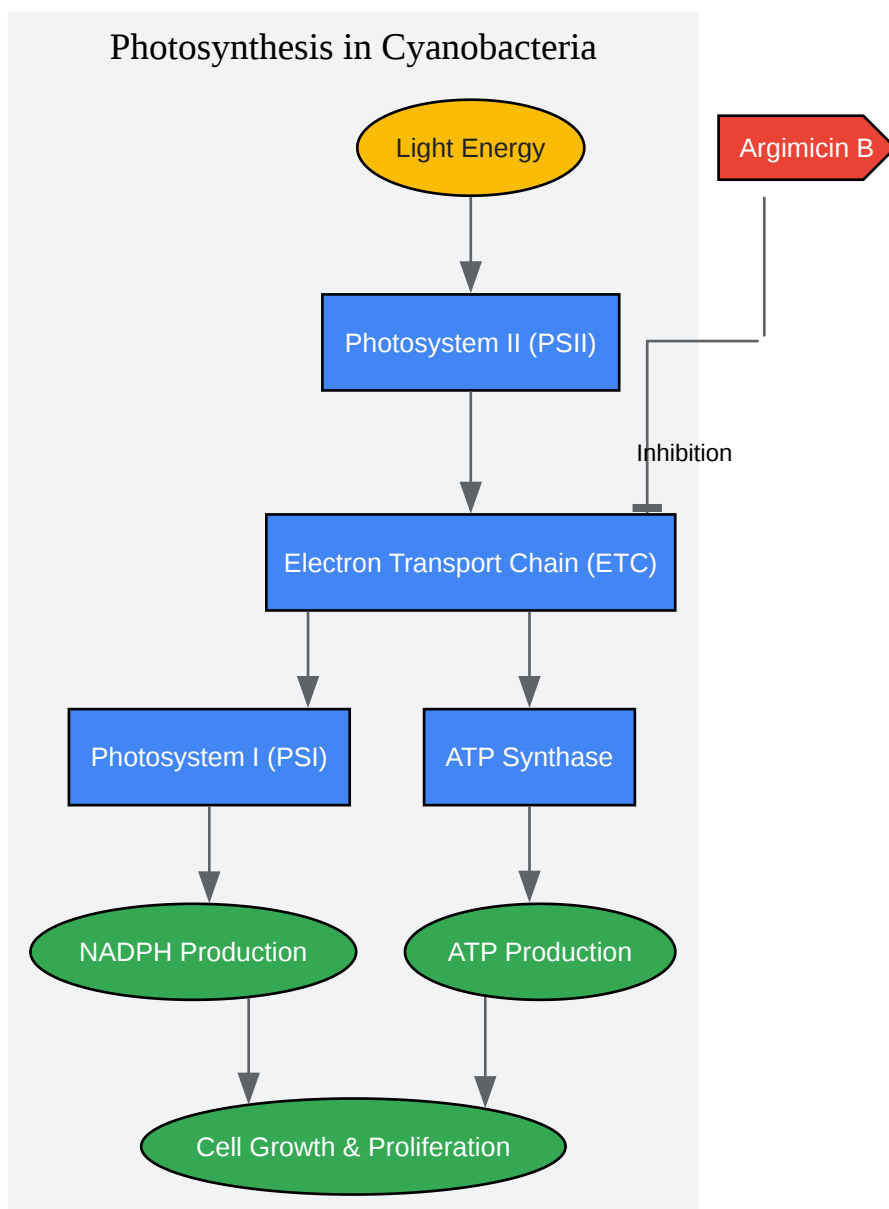 Photosynthesis in Cyanobacteria
Light Energy
Argimicin B
Photosystem II (PSII)
Inhibition
Electron Transport Chain (ETC)
Photosystem I (PSI)
ATP Synthase
NADPH Production
ATP Production
Cell Growth & Proliferation